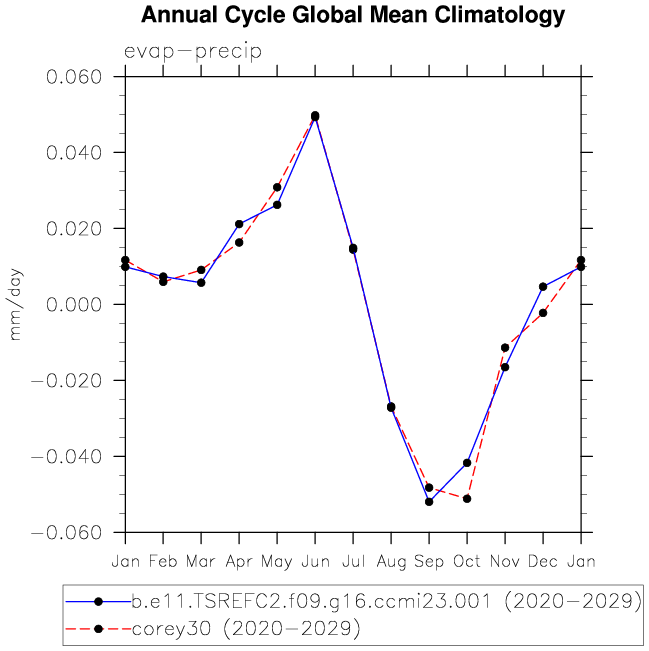 Annual Cycle Global Mean Climatology
evap-precip
0.060
0.040
0.020
0.000
-0.020
-0.040
-0.060
mm/day
Jan Feb Mar Apr May Jun Jul Aug Sep Oct Nov Dec Jan
b.e11.TSREFC2.f09.g16.ccmi23.001 (2020-2029)
corey30 (2020-2029)